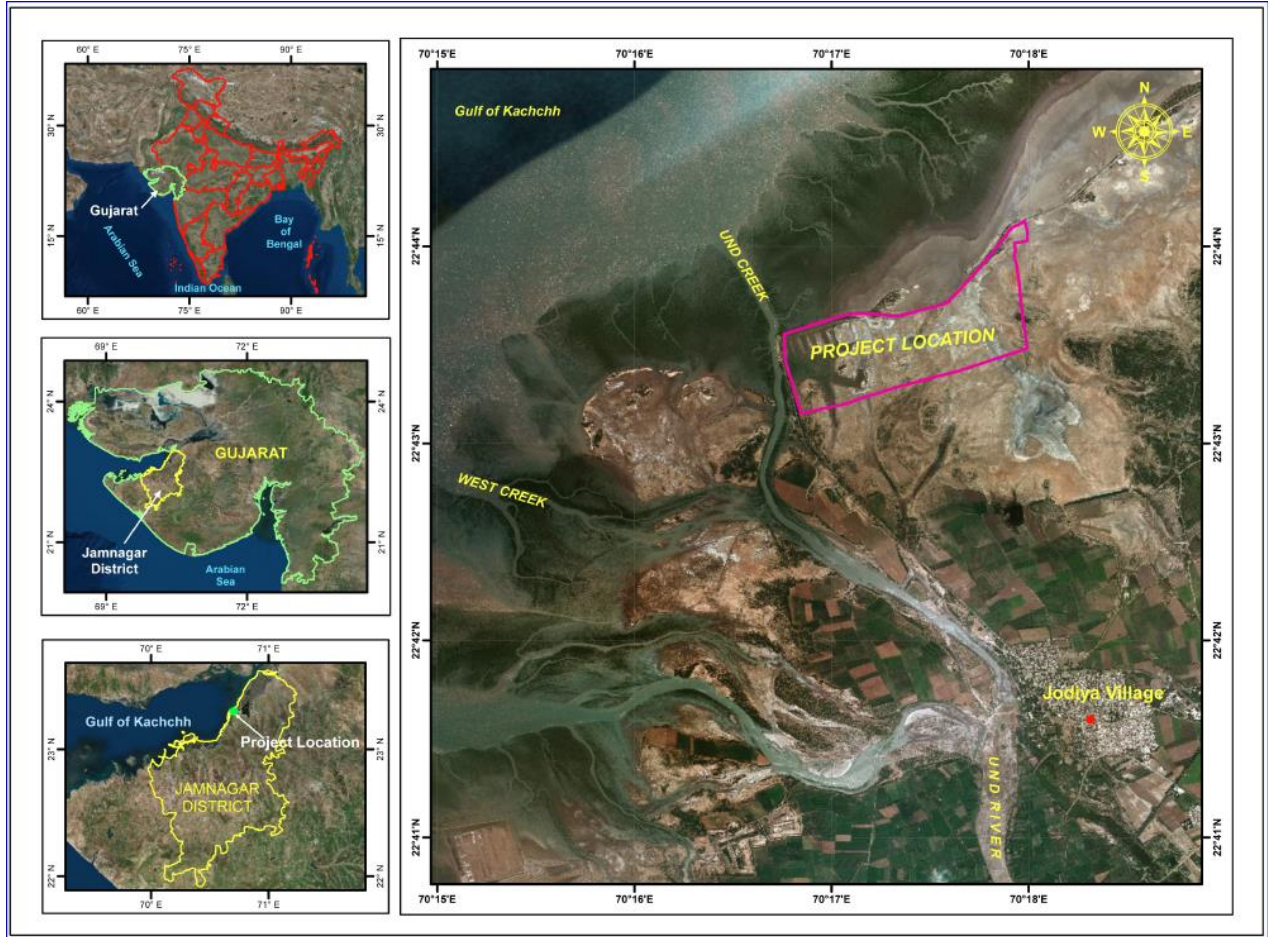 60° E 75° E 90° E
30° N
30° N
Gujarat
Bay
of
Bengal
Arabian Sea
15° N
15° N
Indian Ocean
60° E 75° E 90° E
69° E 72° E
24° N
24° N
GUJARAT
Jamnagar
District
21° N
21° N
Arabian
Sea
69° E 72° E
70° E 71° E
Gulf of Kachchh
Project Location
23° N
23° N
JAMNAGAR
DISTRICT
22° N
22° N
70° E 71° E
70°15'E 70°16'E 70°17'E 70°18'E
Gulf of Kachchh
N
W E
S
UND CREEK
22°44'N
22°44'N
PROJECT LOCATION
22°43'N
22°43'N
WEST CREEK
22°42'N
22°42'N
Jodiya Village
UND RIVER
22°41'N
22°41'N
70°15'E 70°16'E 70°17'E 70°18'E